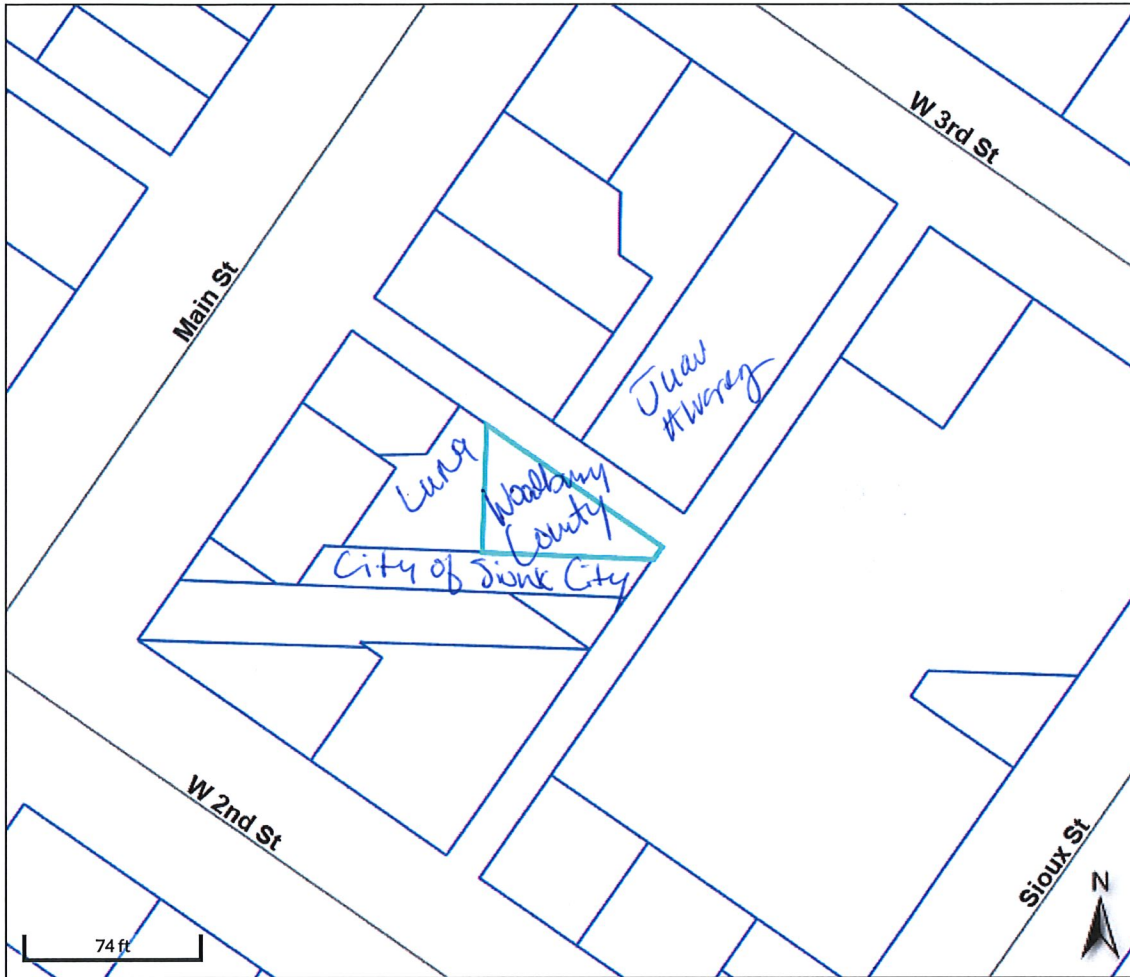 W 3rd St
Main St
Juan
Alvarez
Luna
Woodbury
County
City of Sioux City
W 2nd St
Sioux St
N
74 ft